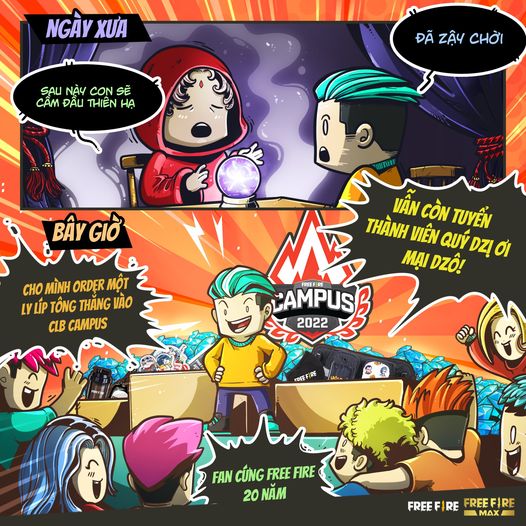 NGÀY XƯA
ĐÃ ZẬY CHỜI
SAU NÀY CON SẼ
CẦM ĐẦU THIÊN HẠ
BÂY GIỜ
VẪN CÒN TUYỂN
THÀNH VIÊN QUÝ DZỊ ƠI
MẠI DZÔ!
CHO MÌNH ORDER MỘT
LY LÍP TÔNG THẲNG VÀO
CLB CAMPUS
FREE FIRE
CAMPUS
2022
FREE FIRE
FAN CỨNG FREE FIRE
20 NĂM
FREE FIRE
FREE FIRE
MAX